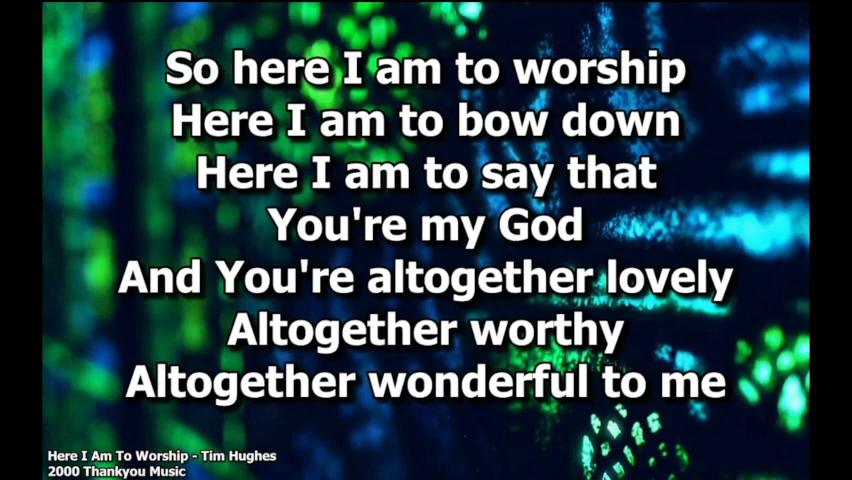 So here I am to worship
Here I am to bow down
Here I am to say that
You're my God
And You're altogether lovely
Altogether worthy
Altogether wonderful to me
Here I Am To Worship - Tim Hughes
2000 Thankyou Music